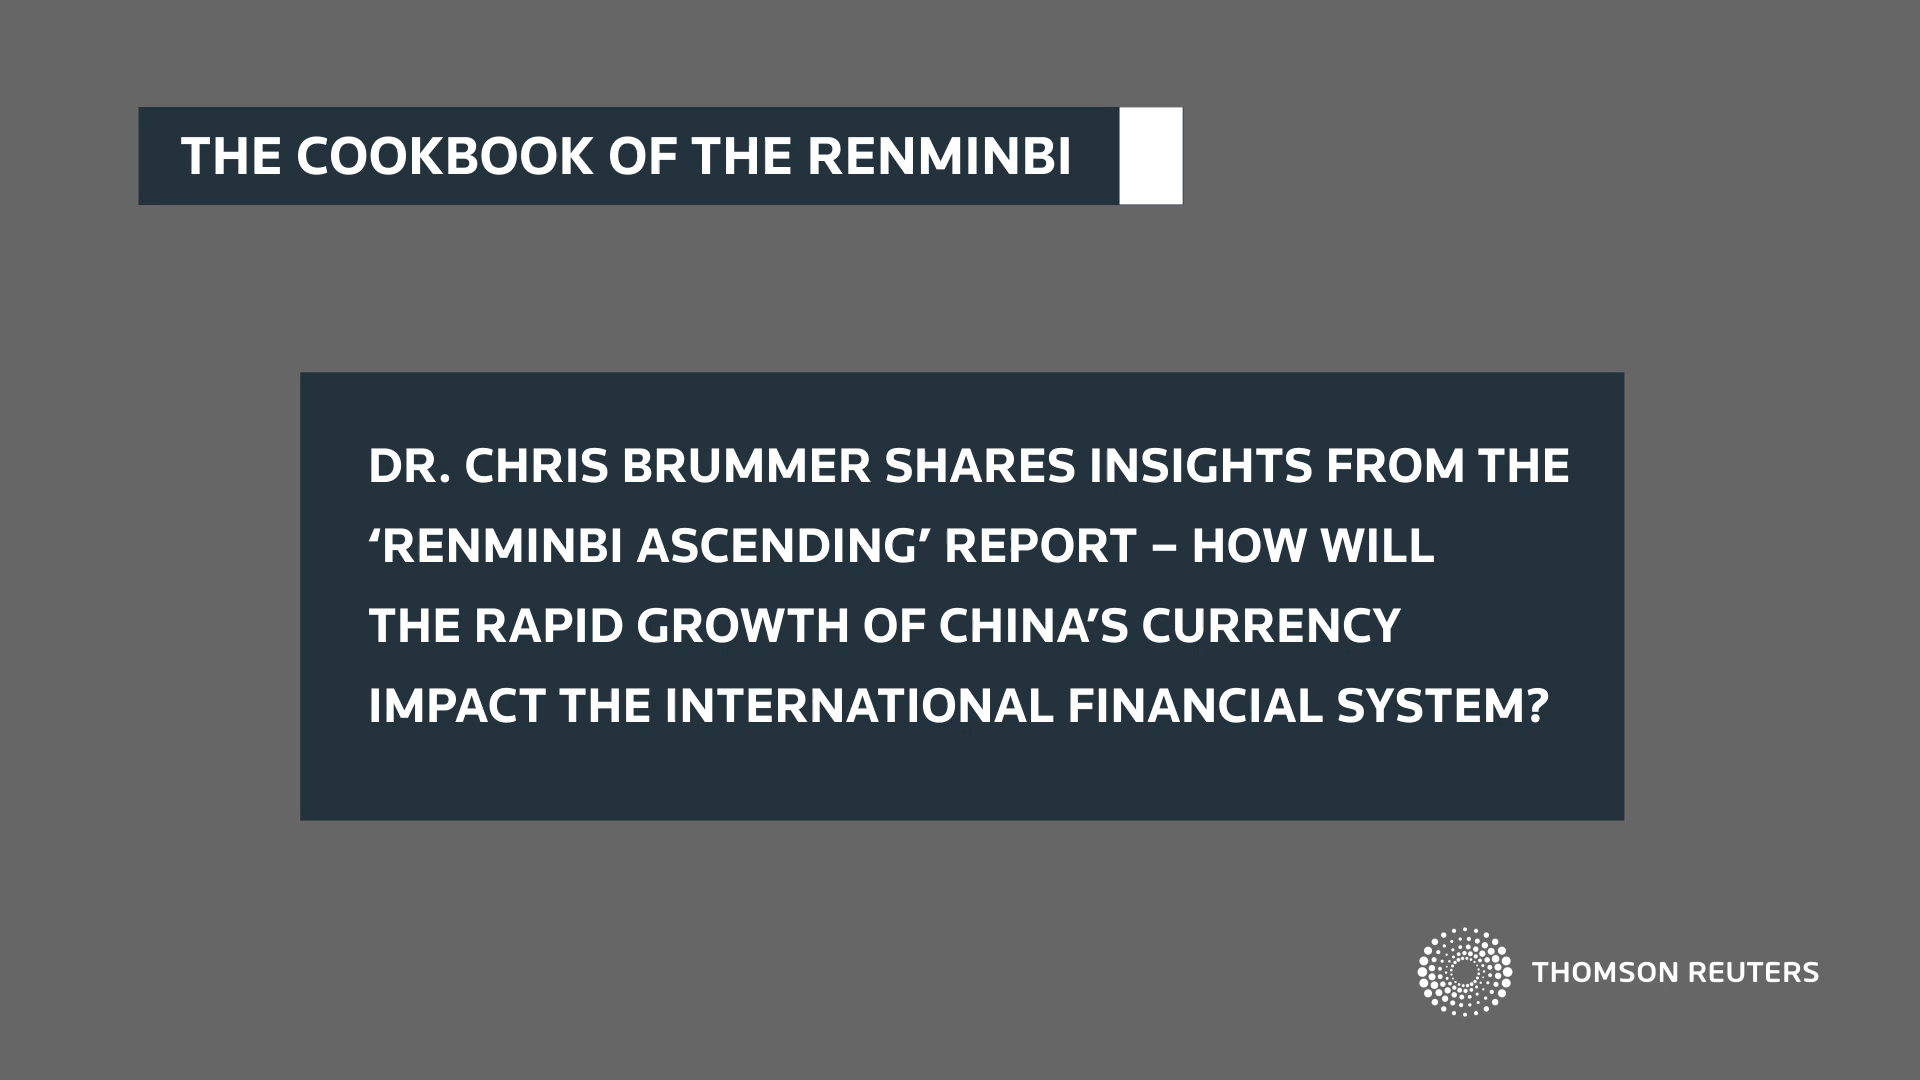 THE COOKBOOK OF THE RENMINBI
DR. CHRIS BRUMMER SHARES INSIGHTS FROM THE
‘RENMINBI ASCENDING’ REPORT – HOW WILL
THE RAPID GROWTH OF CHINA’S CURRENCY
IMPACT THE INTERNATIONAL FINANCIAL SYSTEM?
THOMSON REUTERS